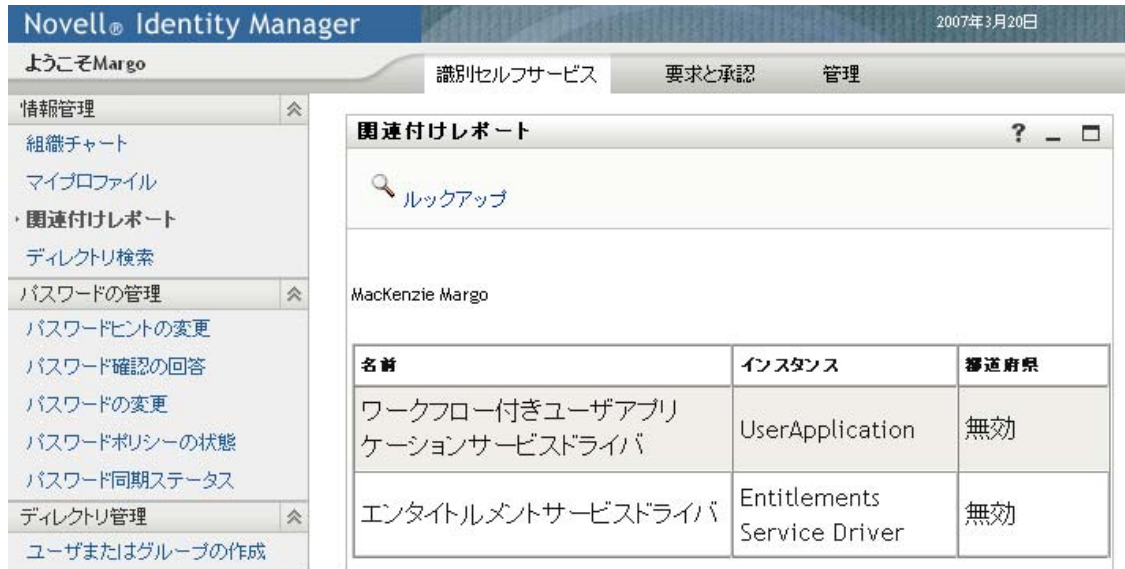 Novell® Identity Manager
2007年3月20日
ようこそMargo
識別セルフサービス
要求と承認
管理
情報管理
組織チャート
マイプロファイル
関連付けレポート
ディレクトリ検索
パスワードの管理
パスワードヒントの変更
パスワード確認の回答
パスワードの変更
パスワードポリシーの状態
パスワード同期ステータス
ディレクトリ管理
ユーザまたはグループの作成
関連付けレポート
?
ルックアップ
MacKenzie Margo
名前
インスタンス
都道府県
ワークフロー付きユーザアプリ
ケーションサービスドライバ
UserApplication
無効
エンタイトルメントサービスドライバ
Entitlements
Service Driver
無効